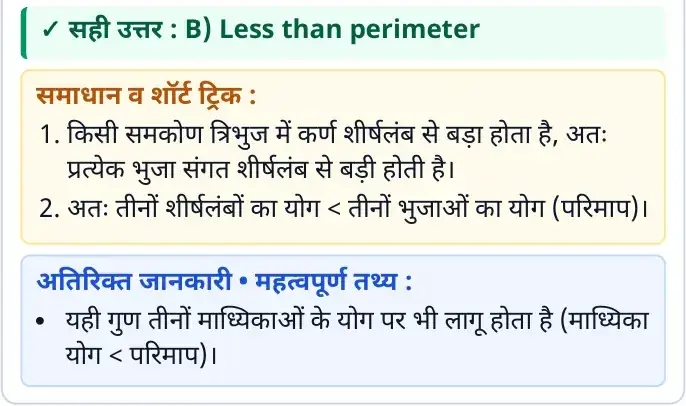 ✓ सही उत्तर : B) Less than perimeter
समाधान व शॉर्ट ट्रिक :
1. किसी समकोण त्रिभुज में कर्ण शीर्षलंब से बड़ा होता है, अतः
प्रत्येक भुजा संगत शीर्षलंब से बड़ी होती है।
2. अतः तीनों शीर्षलंबों का योग < तीनों भुजाओं का योग (परिमाप)।
अतिरिक्त जानकारी • महत्वपूर्ण तथ्य :
• यही गुण तीनों माध्यिकाओं के योग पर भी लागू होता है (माध्यिका
योग < परिमाप)।